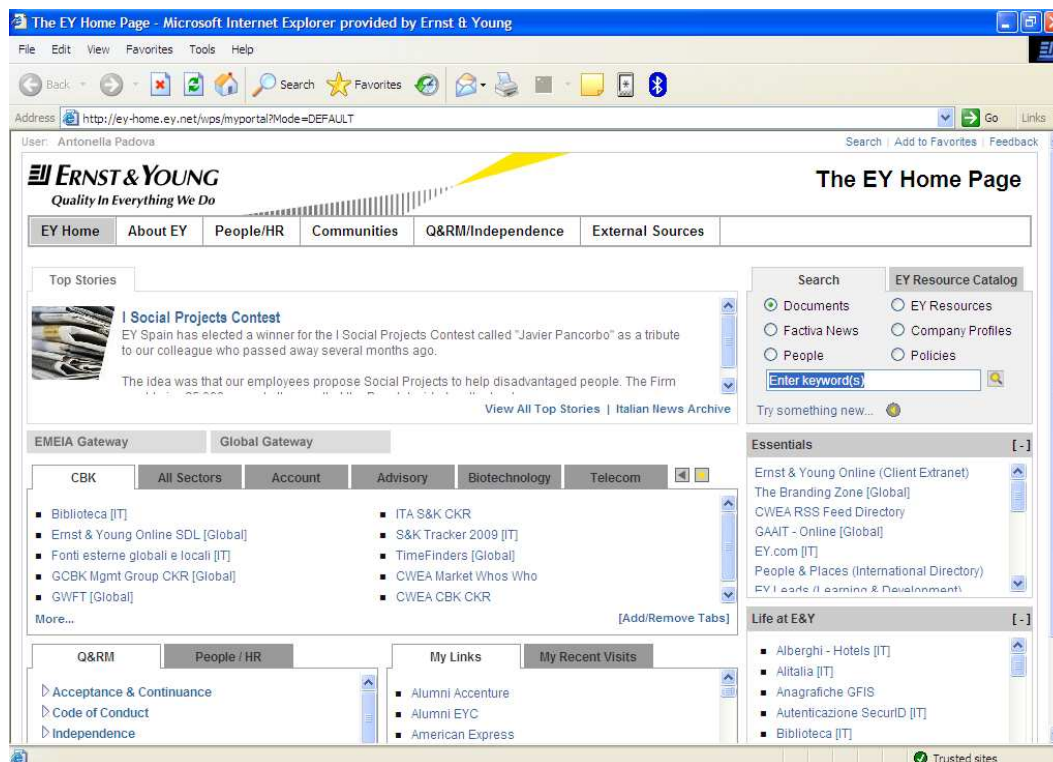 The EY Home Page - Microsoft Internet Explorer provided by Ernst & Young
File Edit View Favorites Tools Help
Back Search Favorites
Address http://ey-home.ey.net/wps/myportal?Mode=DEFAULT Go Links
User: Antonella Padova Search | Add to Favorites | Feedback
ERNST & YOUNG
Quality In Everything We Do
The EY Home Page
EY Home About EY People/HR Communities Q&RM/Independence External Sources
Top Stories
I Social Projects Contest
EY Spain has elected a winner for the I Social Projects Contest called "Javier Pancorbo" as a tribute
to our colleague who passed away several months ago.
The idea was that our employees propose Social Projects to help disadvantaged people. The Firm
View All Top Stories | Italian News Archive
Search EY Resource Catalog
Documents EY Resources
Factiva News Company Profiles
People Policies
Enter keyword(s)
Try something new...
EMEIA Gateway Global Gateway
CBK All Sectors Account Advisory Biotechnology Telecom
Biblioteca [IT]
Ernst & Young Online SDL [Global]
Fonti esterne globali e locali [IT]
GCBK Mgmt Group CKR [Global]
GWFT [Global]
ITA S&K CKR
S&K Tracker 2009 [IT]
TimeFinders [Global]
CWEA Market Whos Who
CWEA CBK CKR
More... [Add/Remove Tabs]
Essentials [-]
Ernst & Young Online (Client Extranet)
The Branding Zone [Global]
CWEA RSS Feed Directory
GAAIT - Online [Global]
EY.com [IT]
People & Places (International Directory)
EY Leads (Learning & Development)
Life at E&Y [-]
Alberghi - Hotels [IT]
Alitalia [IT]
Anagrafiche GFIS
Autenticazione SecurID [IT]
Biblioteca [IT]
Q&RM People / HR
Acceptance & Continuance
Code of Conduct
Independence
My Links My Recent Visits
Alumni Accenture
Alumni EYC
American Express
Trusted sites